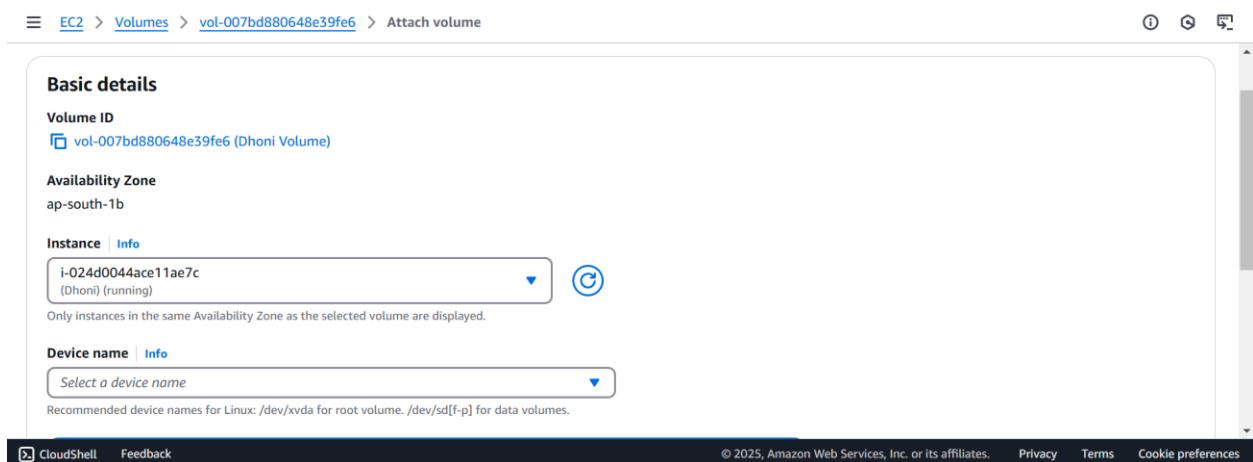 EC2 > Volumes > vol-007bd880648e39fe6 > Attach volume
Basic details
Volume ID
vol-007bd880648e39fe6 (Dhoni Volume)
Availability Zone
ap-south-1b
Instance Info
i-024d0044ace11ae7c
(Dhoni) (running)
Only instances in the same Availability Zone as the selected volume are displayed.
Device name Info
Select a device name
Recommended device names for Linux: /dev/xvda for root volume. /dev/sd[f-p] for data volumes.
CloudShell Feedback © 2025, Amazon Web Services, Inc. or its affiliates. Privacy Terms Cookie preferences